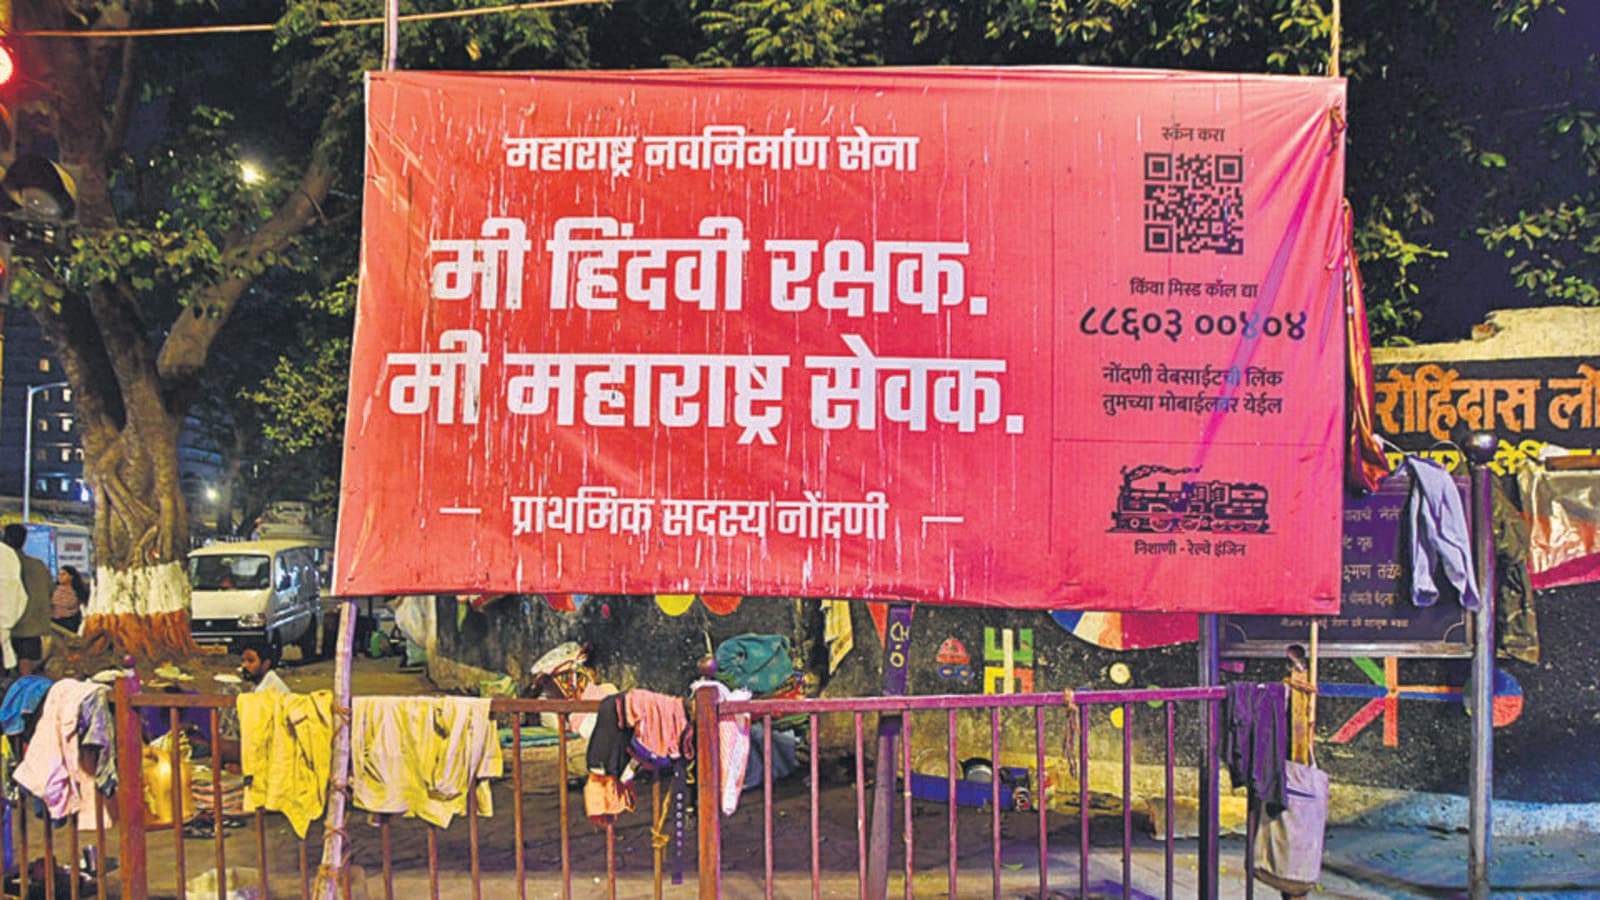 महाराष्ट्र नवनिर्माण सेना
मी हिंदवी रक्षक.
मी महाराष्ट्र सेवक.
प्राथमिक सदस्य नोंदणी
स्कॅन करा
किंवा मिस्ड कॉल द्या
८८६०३ ००४०४
नोंदणी वेबसाईटची लिंक
तुमच्या मोबाईलवर येईल
निशाणी - रेल्वे इंजिन
रोहिदास